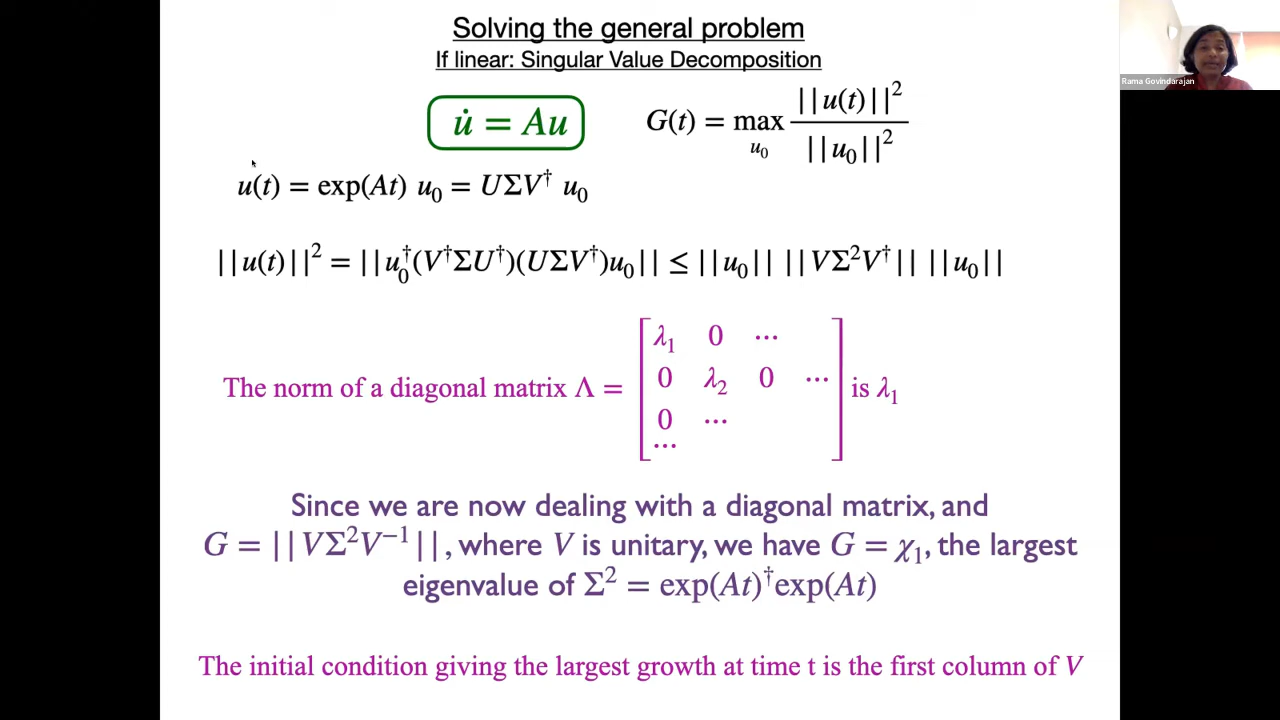 Solving the general problem
If linear: Singular Value Decomposition
u̇ = Au
G(t) = max_{u₀} ||u(t)||² / ||u₀||²
u(t) = exp(At) u₀ = UΣV† u₀
||u(t)||² = ||u₀†(V†ΣU†)(UΣV†)u₀|| ≤ ||u₀|| ||VΣ²V†|| ||u₀||
The norm of a diagonal matrix Λ = [λ₁ 0 ⋯
0 λ₂ 0 ⋯
0 ⋯
⋯] is λ₁
Since we are now dealing with a diagonal matrix, and
G = ||VΣ²V⁻¹||, where V is unitary, we have G = χ₁, the largest
eigenvalue of Σ² = exp(At)†exp(At)
The initial condition giving the largest growth at time t is the first column of V
Rama Govindarajan